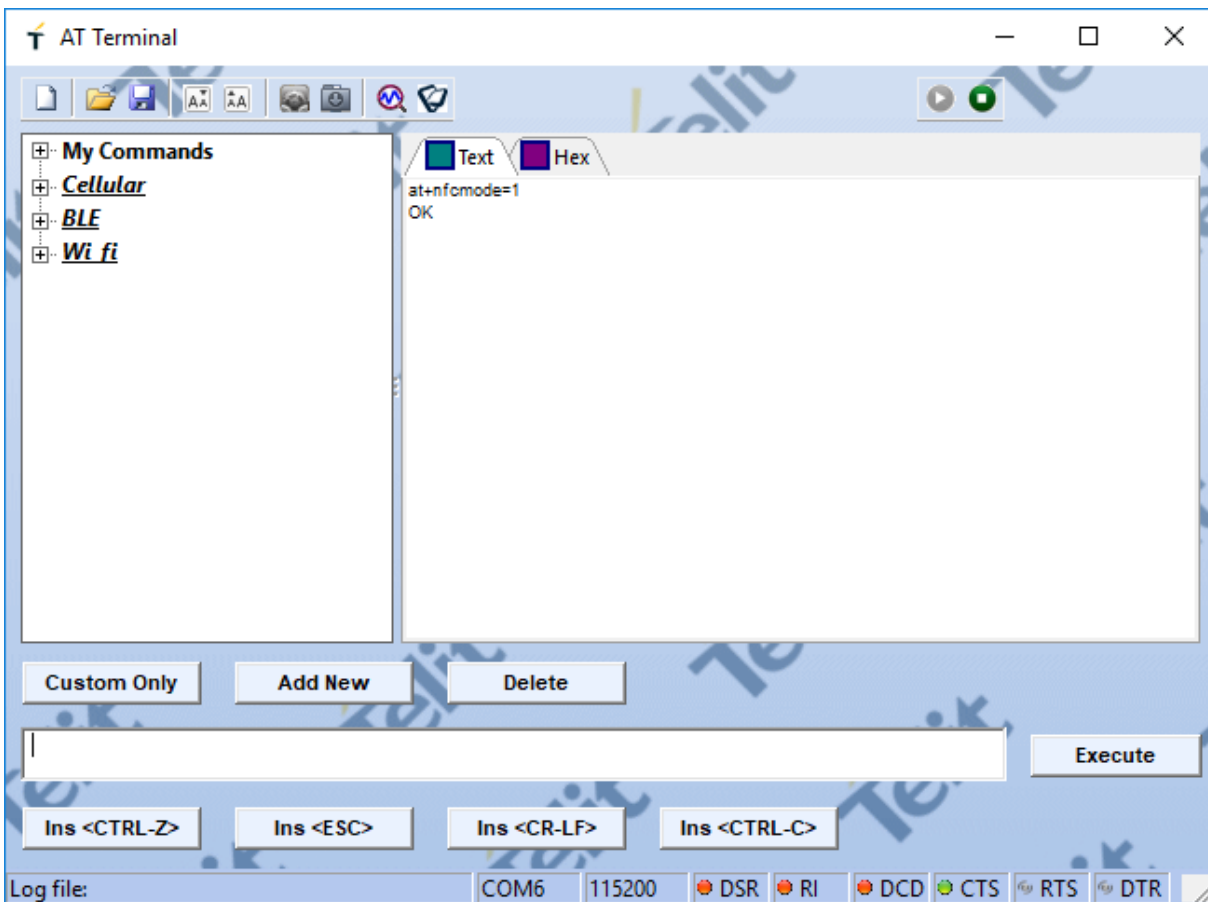 AT Terminal
My Commands
Cellular
BLE
Wi fi
Text Hex
at+nfcmode=1
OK
Custom Only Add New Delete
Execute
Ins <CTRL-Z> Ins <ESC> Ins <CR-LF> Ins <CTRL-C>
Log file: COM6 115200 DSR RI DCD CTS RTS DTR